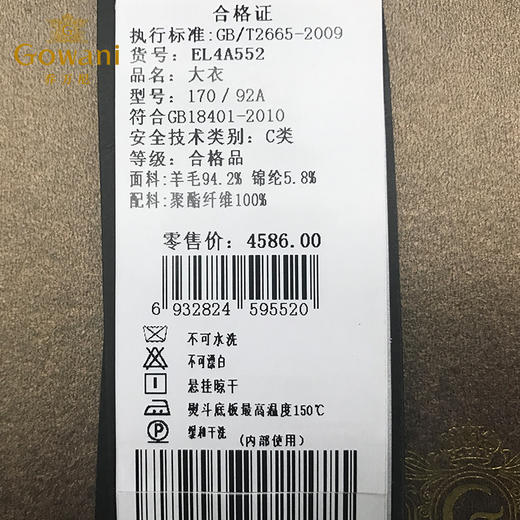 Gowani
合格证
执行标准:GB/T2665-2009
货号: EL4A552
品名: 大衣
型号: 170/92A
符合GB18401-2010
安全技术类别: C类
等级: 合格品
面料:羊毛94.2% 锦纶5.8%
配料:聚酯纤维100%
零售价: 4586.00
6 932824 595520
不可水洗
不可漂白
悬挂晾干
熨斗底板最高温度150℃
P 缓和干洗
(内部使用)